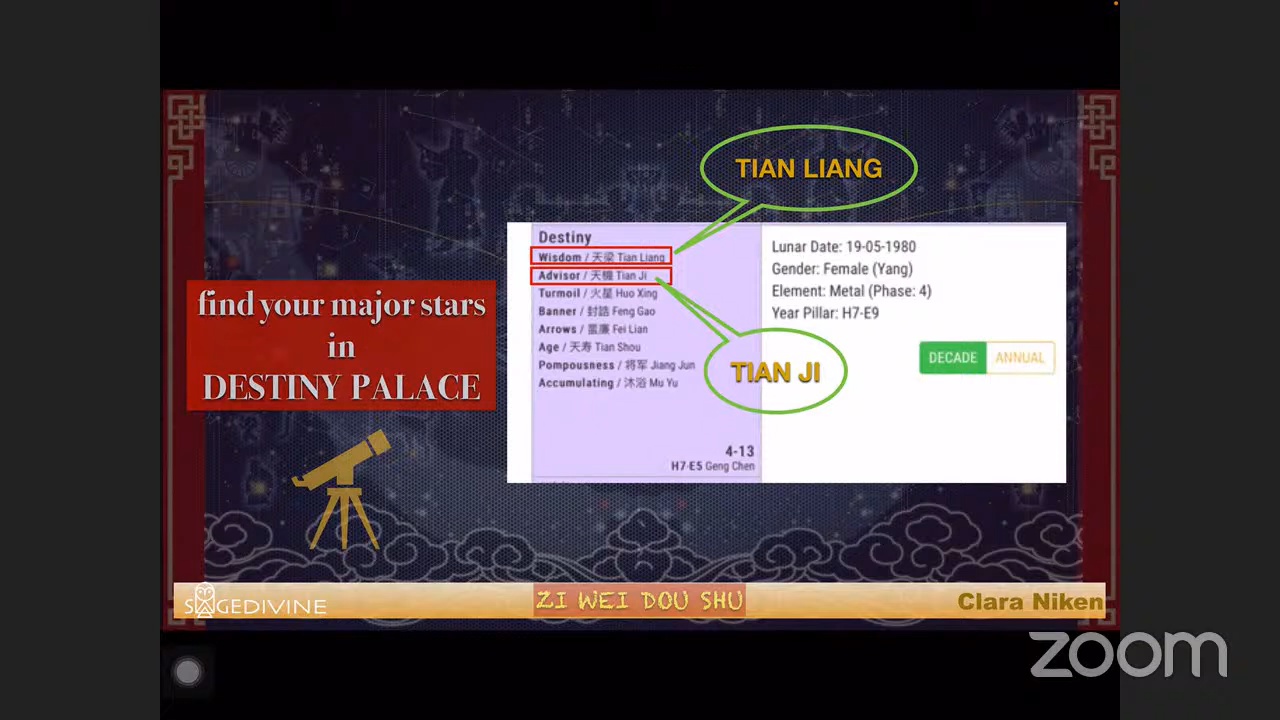 TIAN LIANG
Destiny
Wisdom / 天梁 Tian Liang
Advisor / 天機 Tian Ji
Turmoil / 火星 Huo Xing
Banner / 封誥 Feng Gao
Arrows / 蜚廉 Fei Lian
Age / 天寿 Tian Shou
Pompousness / 将军 Jiang Jun
Accumulating / 沐浴 Mu Yu
4-13
H7-E5 Geng Chen
Lunar Date: 19-05-1980
Gender: Female (Yang)
Element: Metal (Phase: 4)
Year Pillar: H7-E9
DECADE ANNUAL
TIAN JI
find your major stars
in
DESTINY PALACE
SAGEDIVINE
ZI WEI DOU SHU
Clara Niken
zoom